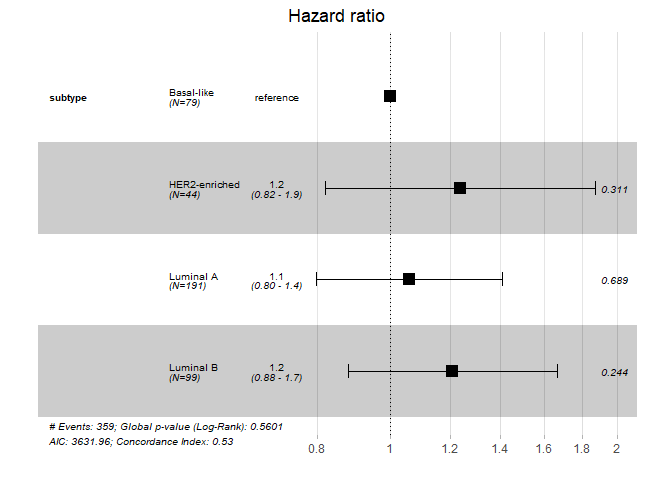 Hazard ratio
subtype
Basal-like
(N=79)
reference
HER2-enriched
(N=44)
1.2
(0.82 - 1.9)
0.311
Luminal A
(N=191)
1.1
(0.80 - 1.4)
0.689
Luminal B
(N=99)
1.2
(0.88 - 1.7)
0.244
# Events: 359; Global p-value (Log-Rank): 0.5601
AIC: 3631.96; Concordance Index: 0.53
0.8 1 1.2 1.4 1.6 1.8 2